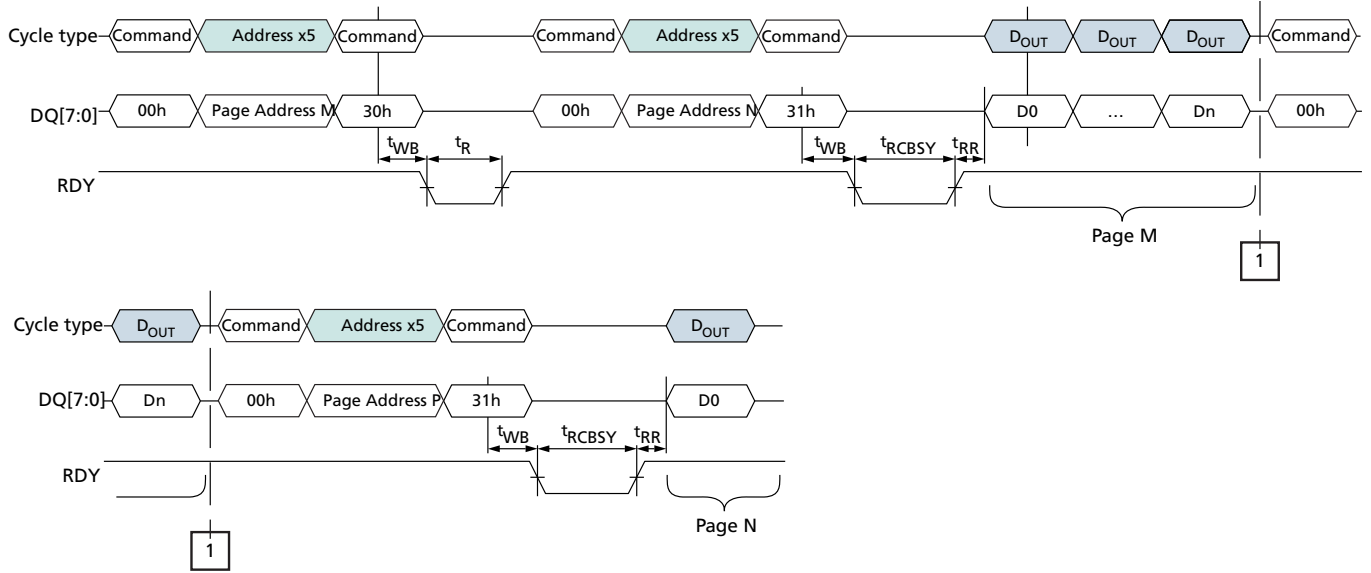 Cycle type Command Address x5 Command Command Address x5 Command DOUT DOUT DOUT Command
DQ[7:0] 00h Page Address M 30h 00h Page Address N 31h D0 … Dn 00h
tWB tR tWB tRCBSY tRR
RDY
Page M
1
Cycle type DOUT Command Address x5 Command DOUT
DQ[7:0] Dn 00h Page Address P 31h D0
tWB tRCBSY tRR
RDY
Page N
1